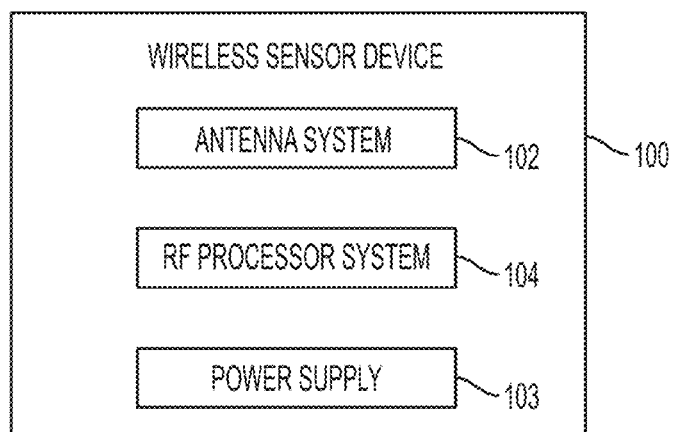 WIRELESS SENSOR DEVICE
ANTENNA SYSTEM
102
100
RF PROCESSOR SYSTEM
104
POWER SUPPLY
103